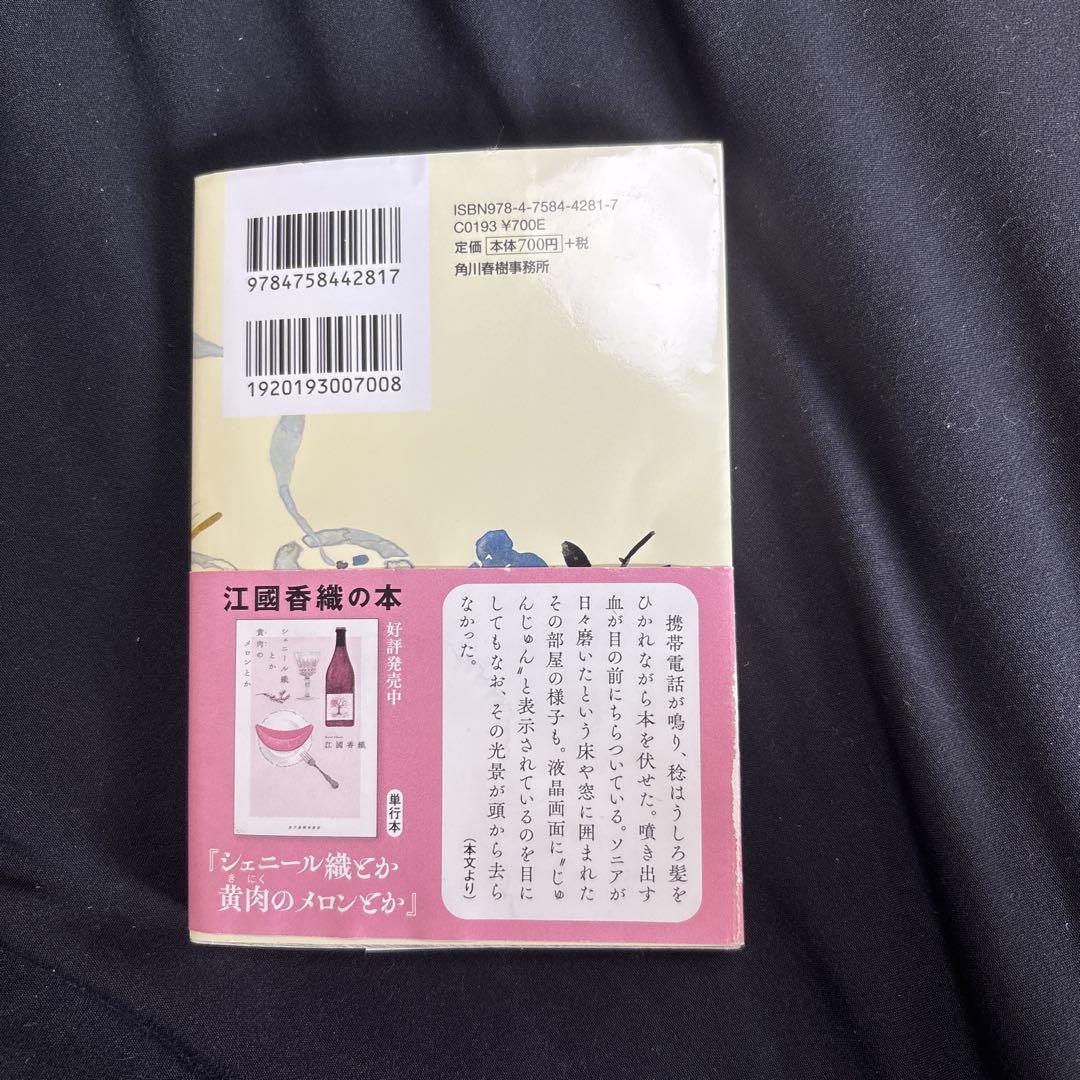 9784758442817
1920193007008
ISBN978-4-7584-4281-7
C0193 ¥700E
定価 本体700円+税
角川春樹事務所
江國香織の本
好評発売中
シェニール織
とか
黄肉の
メロンとか
江國香織
単行本
『シェニール織とか
黄肉のメロンとか』
きにく
携帯電話が鳴り、稔はうしろ髪を
ひかれながら本を伏せた。噴き出す
血が目の前にちらついている。ソニアが
日々磨いたという床や窓に囲まれた
その部屋の様子も。液晶画面に〝じゅ
んじゅん〟と表示されているのを目に
してもなお、その光景が頭から去ら
なかった。
(本文より)